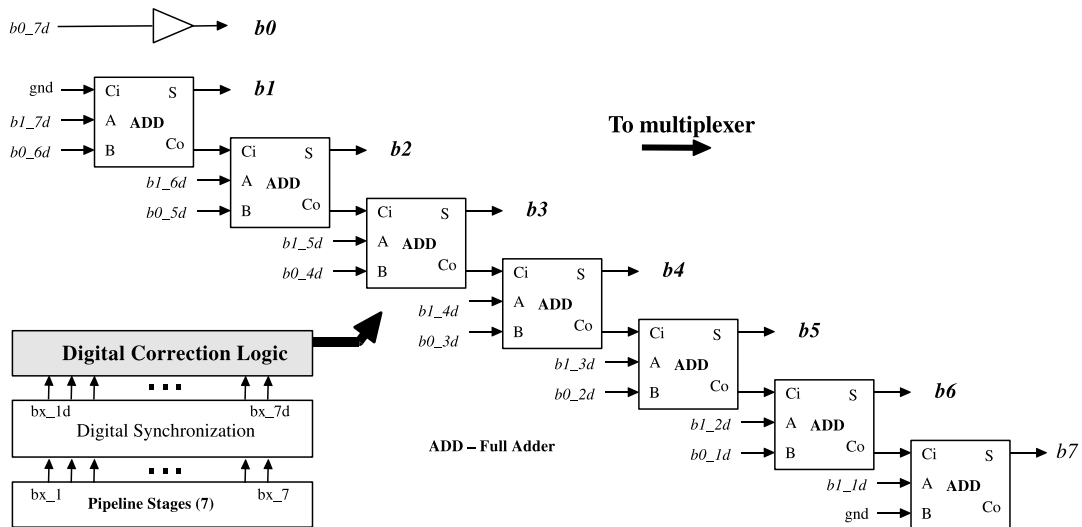 b0_7d b0
gnd Ci S b1
b1_7d A ADD
b0_6d B Co
Ci S b2
b1_6d A ADD
b0_5d B Co
Ci S b3
b1_5d A ADD
b0_4d B Co
Ci S b4
b1_4d A ADD
b0_3d B Co
Ci S b5
b1_3d A ADD
b0_2d B Co
Ci S b6
b1_2d A ADD
b0_1d B Co
Ci S b7
b1_1d A ADD
gnd B Co
To multiplexer
Digital Correction Logic
bx_1d bx_7d
Digital Synchronization
bx_1 bx_7
Pipeline Stages (7)
ADD – Full Adder